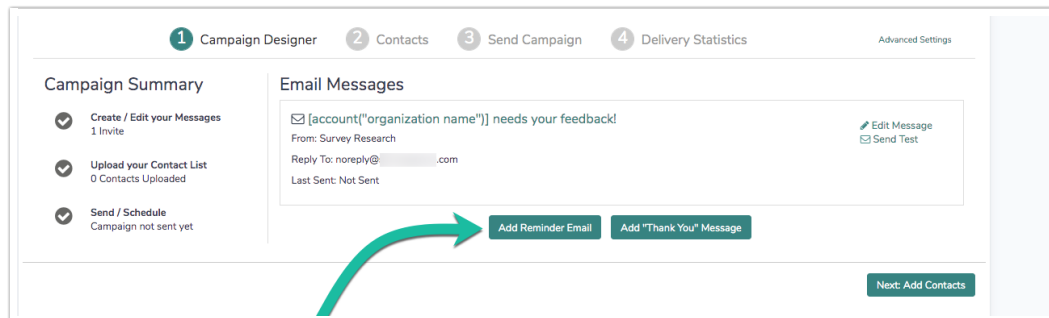 1 Campaign Designer 2 Contacts 3 Send Campaign 4 Delivery Statistics Advanced Settings
Campaign Summary
Create / Edit your Messages
1 Invite
Upload your Contact List
0 Contacts Uploaded
Send / Schedule
Campaign not sent yet
Email Messages
[account("organization name")] needs your feedback!
From: Survey Research
Reply To: noreply@ .com
Last Sent: Not Sent
Edit Message
Send Test
Add Reminder Email Add "Thank You" Message
Next: Add Contacts